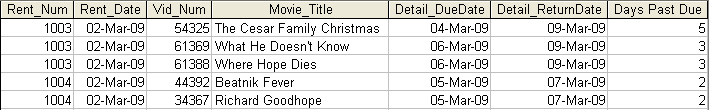 Rent_Num Rent_Date Vid_Num Movie_Title Detail_DueDate Detail_ReturnDate Days Past Due
1003 02-Mar-09 54325 The Cesar Family Christmas 04-Mar-09 09-Mar-09 5
1003 02-Mar-09 61369 What He Doesn't Know 06-Mar-09 09-Mar-09 3
1003 02-Mar-09 61388 Where Hope Dies 06-Mar-09 09-Mar-09 3
1004 02-Mar-09 44392 Beatnik Fever 05-Mar-09 07-Mar-09 2
1004 02-Mar-09 34367 Richard Goodhope 05-Mar-09 07-Mar-09 2